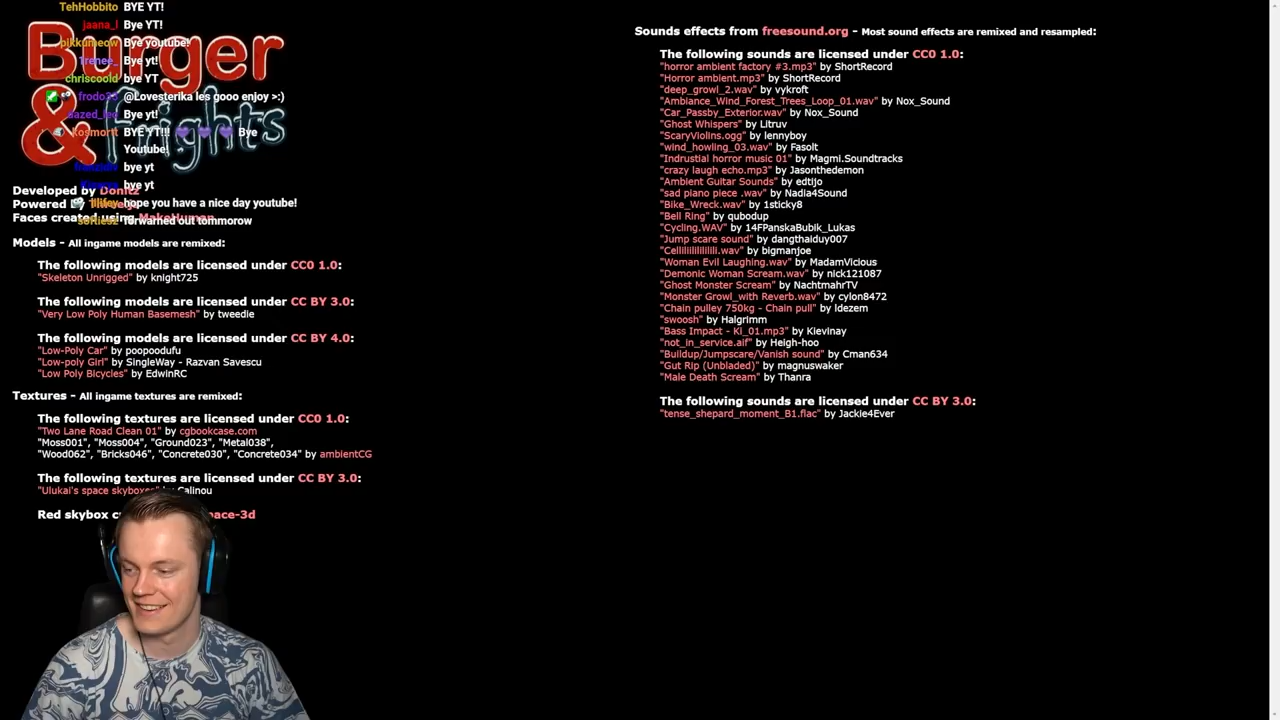 TehHobbito BYE YT!
jaana_l Bye YT!
pikkumeow Bye youtube!
Bye yt!
chriscoold bye YT
@Lovesterika les gooo enjoy >:)
Bye yt!
kosmortt BYE YT!!! Bye
Youtube!
bye yt
bye yt
hope you have a nice day youtube!
forwarned out tommorow
Burger
& Frights
Developed by Donitz
Powered by
Faces created using MakeHuman
Models - All ingame models are remixed:
The following models are licensed under CC0 1.0:
"Skeleton Unrigged" by knight725
The following models are licensed under CC BY 3.0:
"Very Low Poly Human Basemesh" by tweedie
The following models are licensed under CC BY 4.0:
"Low-Poly Car" by poopoodufu
"Low-poly Girl" by SingleWay - Razvan Savescu
"Low Poly Bicycles" by EdwinRC
Textures - All ingame textures are remixed:
The following textures are licensed under CC0 1.0:
"Two Lane Road Clean 01" by cgbookcase.com
"Moss001", "Moss004", "Ground023", "Metal038",
"Wood062", "Bricks046", "Concrete030", "Concrete034" by ambientCG
The following textures are licensed under CC BY 3.0:
"Ulukai's space skyboxes" by Calinou
Red skybox
Sounds effects from freesound.org - Most sound effects are remixed and resampled:
The following sounds are licensed under CC0 1.0:
"horror ambient factory #3.mp3" by ShortRecord
"Horror ambient.mp3" by ShortRecord
"deep_growl_2.wav" by vykroft
"Ambiance_Wind_Forest_Trees_Loop_01.wav" by Nox_Sound
"Car_Passby_Exterior.wav" by Nox_Sound
"Ghost Whispers" by Litruv
"ScaryViolins.ogg" by lennyboy
"wind_howling_03.wav" by Fasolt
"Indrustial horror music 01" by Magmi.Soundtracks
"crazy laugh echo.mp3" by Jasonthedemon
"Ambient Guitar Sounds" by edtijo
"sad piano piece .wav" by Nadia4Sound
"Bike_Wreck.wav" by 1sticky8
"Bell Ring" by qubodup
"Cycling.WAV" by 14FPanskaBubik_Lukas
"Jump scare sound" by dangthaiduy007
"Cellililililililili.wav" by bigmanjoe
"Woman Evil Laughing.wav" by MadamVicious
"Demonic Woman Scream.wav" by nick121087
"Ghost Monster Scream" by NachtmahrTV
"Monster Growl_with Reverb.wav" by cylon8472
"Chain pulley 750kg - Chain pull" by ldezem
"swoosh" by Halgrimm
"Bass Impact - KI_01.mp3" by Kievinay
"not_in_service.aif" by Heigh-hoo
"Buildup/Jumpscare/Vanish sound" by Cman634
"Gut Rip (Unbladed)" by magnuswaker
"Male Death Scream" by Thanra
The following sounds are licensed under CC BY 3.0:
"tense_shepard_moment_B1.flac" by Jackie4Ever